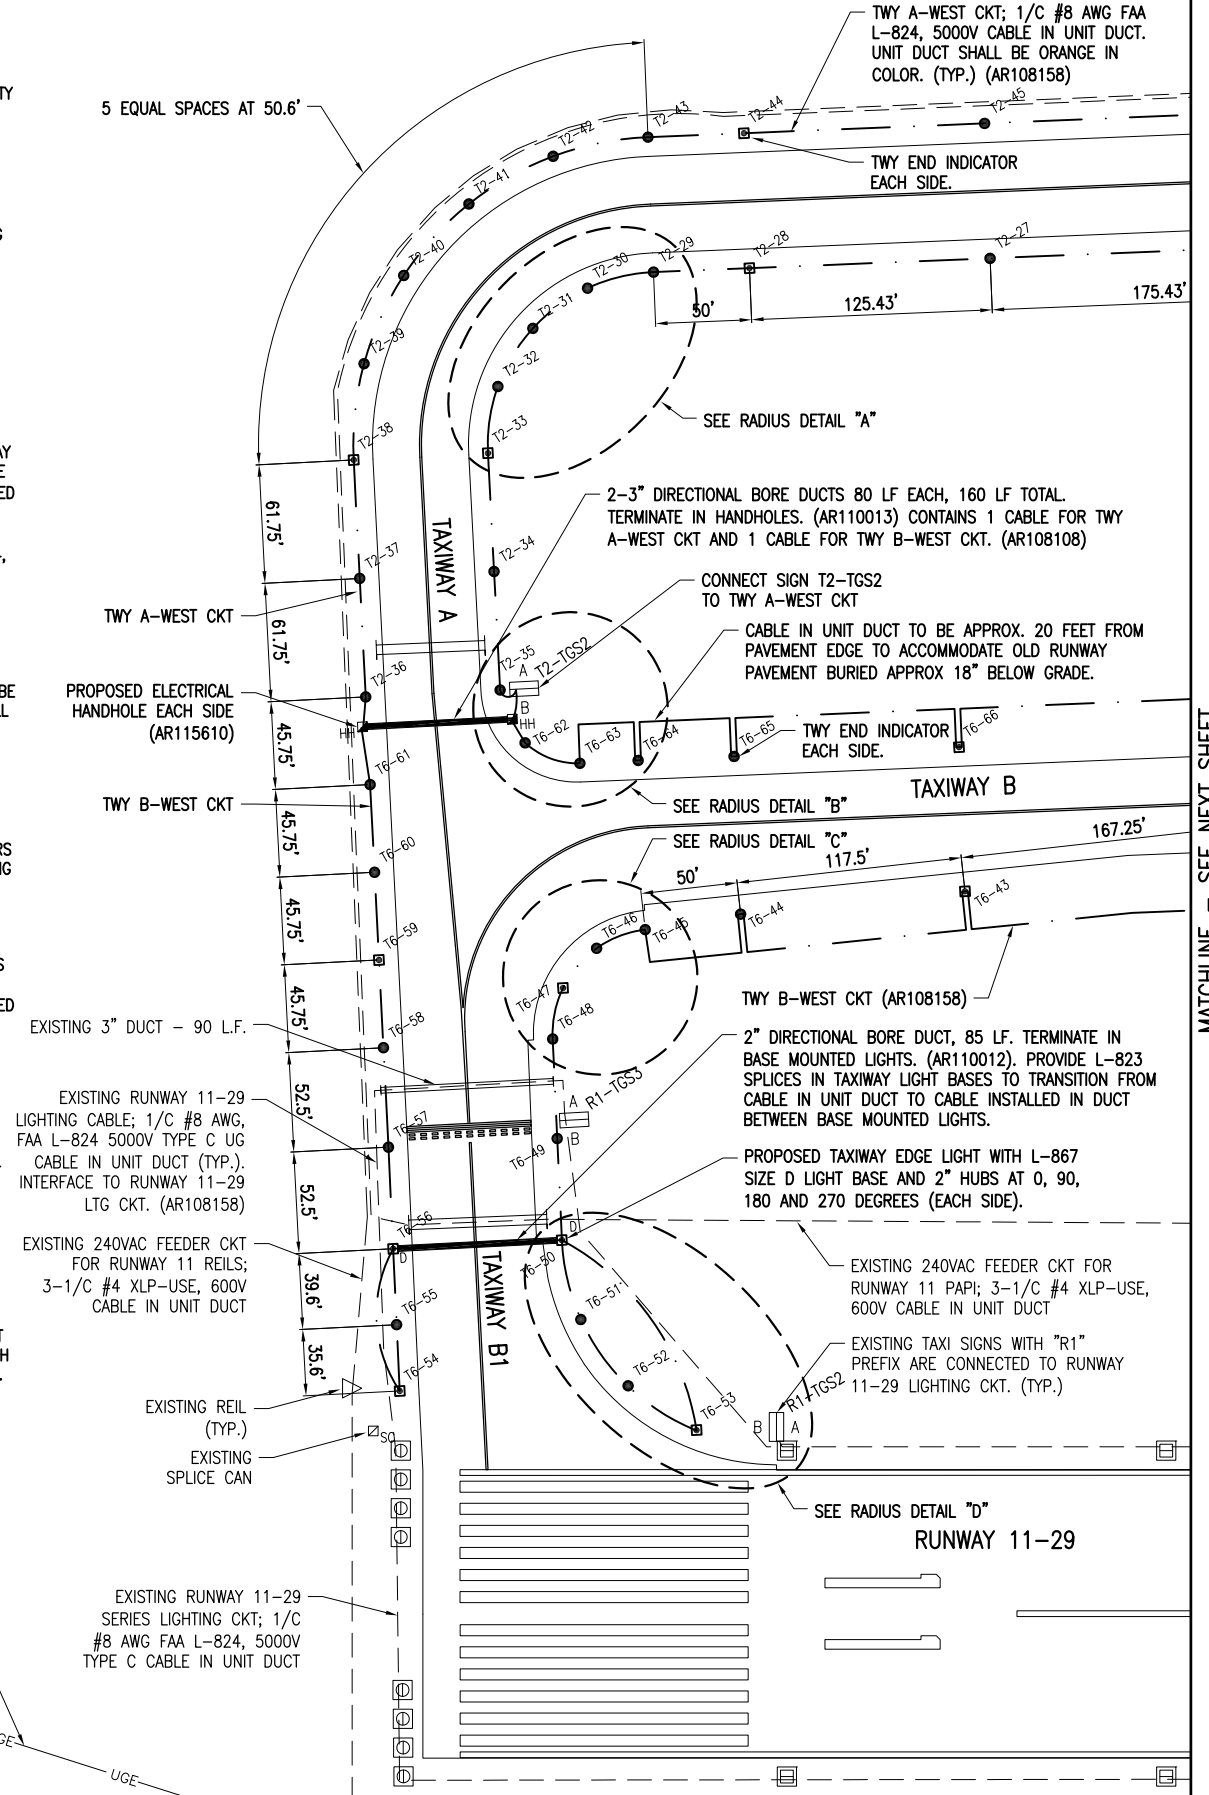 TWY A-WEST CKT; 1/C #8 AWG FAA
L-824, 5000V CABLE IN UNIT DUCT.
UNIT DUCT SHALL BE ORANGE IN
COLOR. (TYP.) (AR108158)
5 EQUAL SPACES AT 50.6'
T2-45
T2-44
T2-43
T2-42
T2-41
T2-40
T2-39
T2-38
TWY END INDICATOR
EACH SIDE.
T2-27
T2-28
T2-29
T2-30
T2-31
T2-32
T2-33
50'
125.43'
175.43'
SEE RADIUS DETAIL "A"
2-3" DIRECTIONAL BORE DUCTS 80 LF EACH, 160 LF TOTAL.
TERMINATE IN HANDHOLES. (AR110013) CONTAINS 1 CABLE FOR TWY
A-WEST CKT AND 1 CABLE FOR TWY B-WEST CKT. (AR108108)
61.75'
TAXIWAY A
T2-34
T2-37
CONNECT SIGN T2-TGS2
TO TWY A-WEST CKT
TWY A-WEST CKT
61.75'
CABLE IN UNIT DUCT TO BE APPROX. 20 FEET FROM
PAVEMENT EDGE TO ACCOMMODATE OLD RUNWAY
PAVEMENT BURIED APPROX 18" BELOW GRADE.
T2-35
A
T2-TGS2
B
T2-36
PROPOSED ELECTRICAL
HANDHOLE EACH SIDE
(AR115610)
HH
HH
45.75'
T6-62
T6-63
T6-64
T6-65
T6-66
TWY END INDICATOR
EACH SIDE.
T6-61
TAXIWAY B
TWY B-WEST CKT
SEE RADIUS DETAIL "B"
MATCHLINE - SEE NEXT SHEET
45.75'
SEE RADIUS DETAIL "C"
167.25'
117.5'
50'
T6-60
45.75'
T6-43
T6-44
T6-45
T6-46
T6-47
T6-48
T6-59
45.75'
TWY B-WEST CKT (AR108158)
EXISTING 3" DUCT - 90 L.F.
T6-58
2" DIRECTIONAL BORE DUCT, 85 LF. TERMINATE IN
BASE MOUNTED LIGHTS. (AR110012). PROVIDE L-823
SPLICES IN TAXIWAY LIGHT BASES TO TRANSITION FROM
CABLE IN UNIT DUCT TO CABLE INSTALLED IN DUCT
BETWEEN BASE MOUNTED LIGHTS.
52.5'
EXISTING RUNWAY 11-29
LIGHTING CABLE; 1/C #8 AWG,
FAA L-824 5000V TYPE C UG
CABLE IN UNIT DUCT (TYP.).
INTERFACE TO RUNWAY 11-29
LTG CKT. (AR108158)
T6-57
A
R1-TGS3
B
T6-49
PROPOSED TAXIWAY EDGE LIGHT WITH L-867
SIZE D LIGHT BASE AND 2" HUBS AT 0, 90,
180 AND 270 DEGREES (EACH SIDE).
52.5'
T6-56
D
D
T6-50
EXISTING 240VAC FEEDER CKT
FOR RUNWAY 11 REILS;
3-1/C #4 XLP-USE, 600V
CABLE IN UNIT DUCT
EXISTING 240VAC FEEDER CKT FOR
RUNWAY 11 PAPI; 3-1/C #4 XLP-USE,
600V CABLE IN UNIT DUCT
39.6'
TAXIWAY B1
T6-51
T6-55
EXISTING TAXI SIGNS WITH "R1"
PREFIX ARE CONNECTED TO RUNWAY
11-29 LIGHTING CKT. (TYP.)
35.6'
T6-54
T6-52
T6-53
R1-TGS2
B
A
EXISTING REIL
(TYP.)
EXISTING
SPLICE CAN
SC
SEE RADIUS DETAIL "D"
RUNWAY 11-29
EXISTING RUNWAY 11-29
SERIES LIGHTING CKT; 1/C
#8 AWG FAA L-824, 5000V
TYPE C CABLE IN UNIT DUCT
UGE